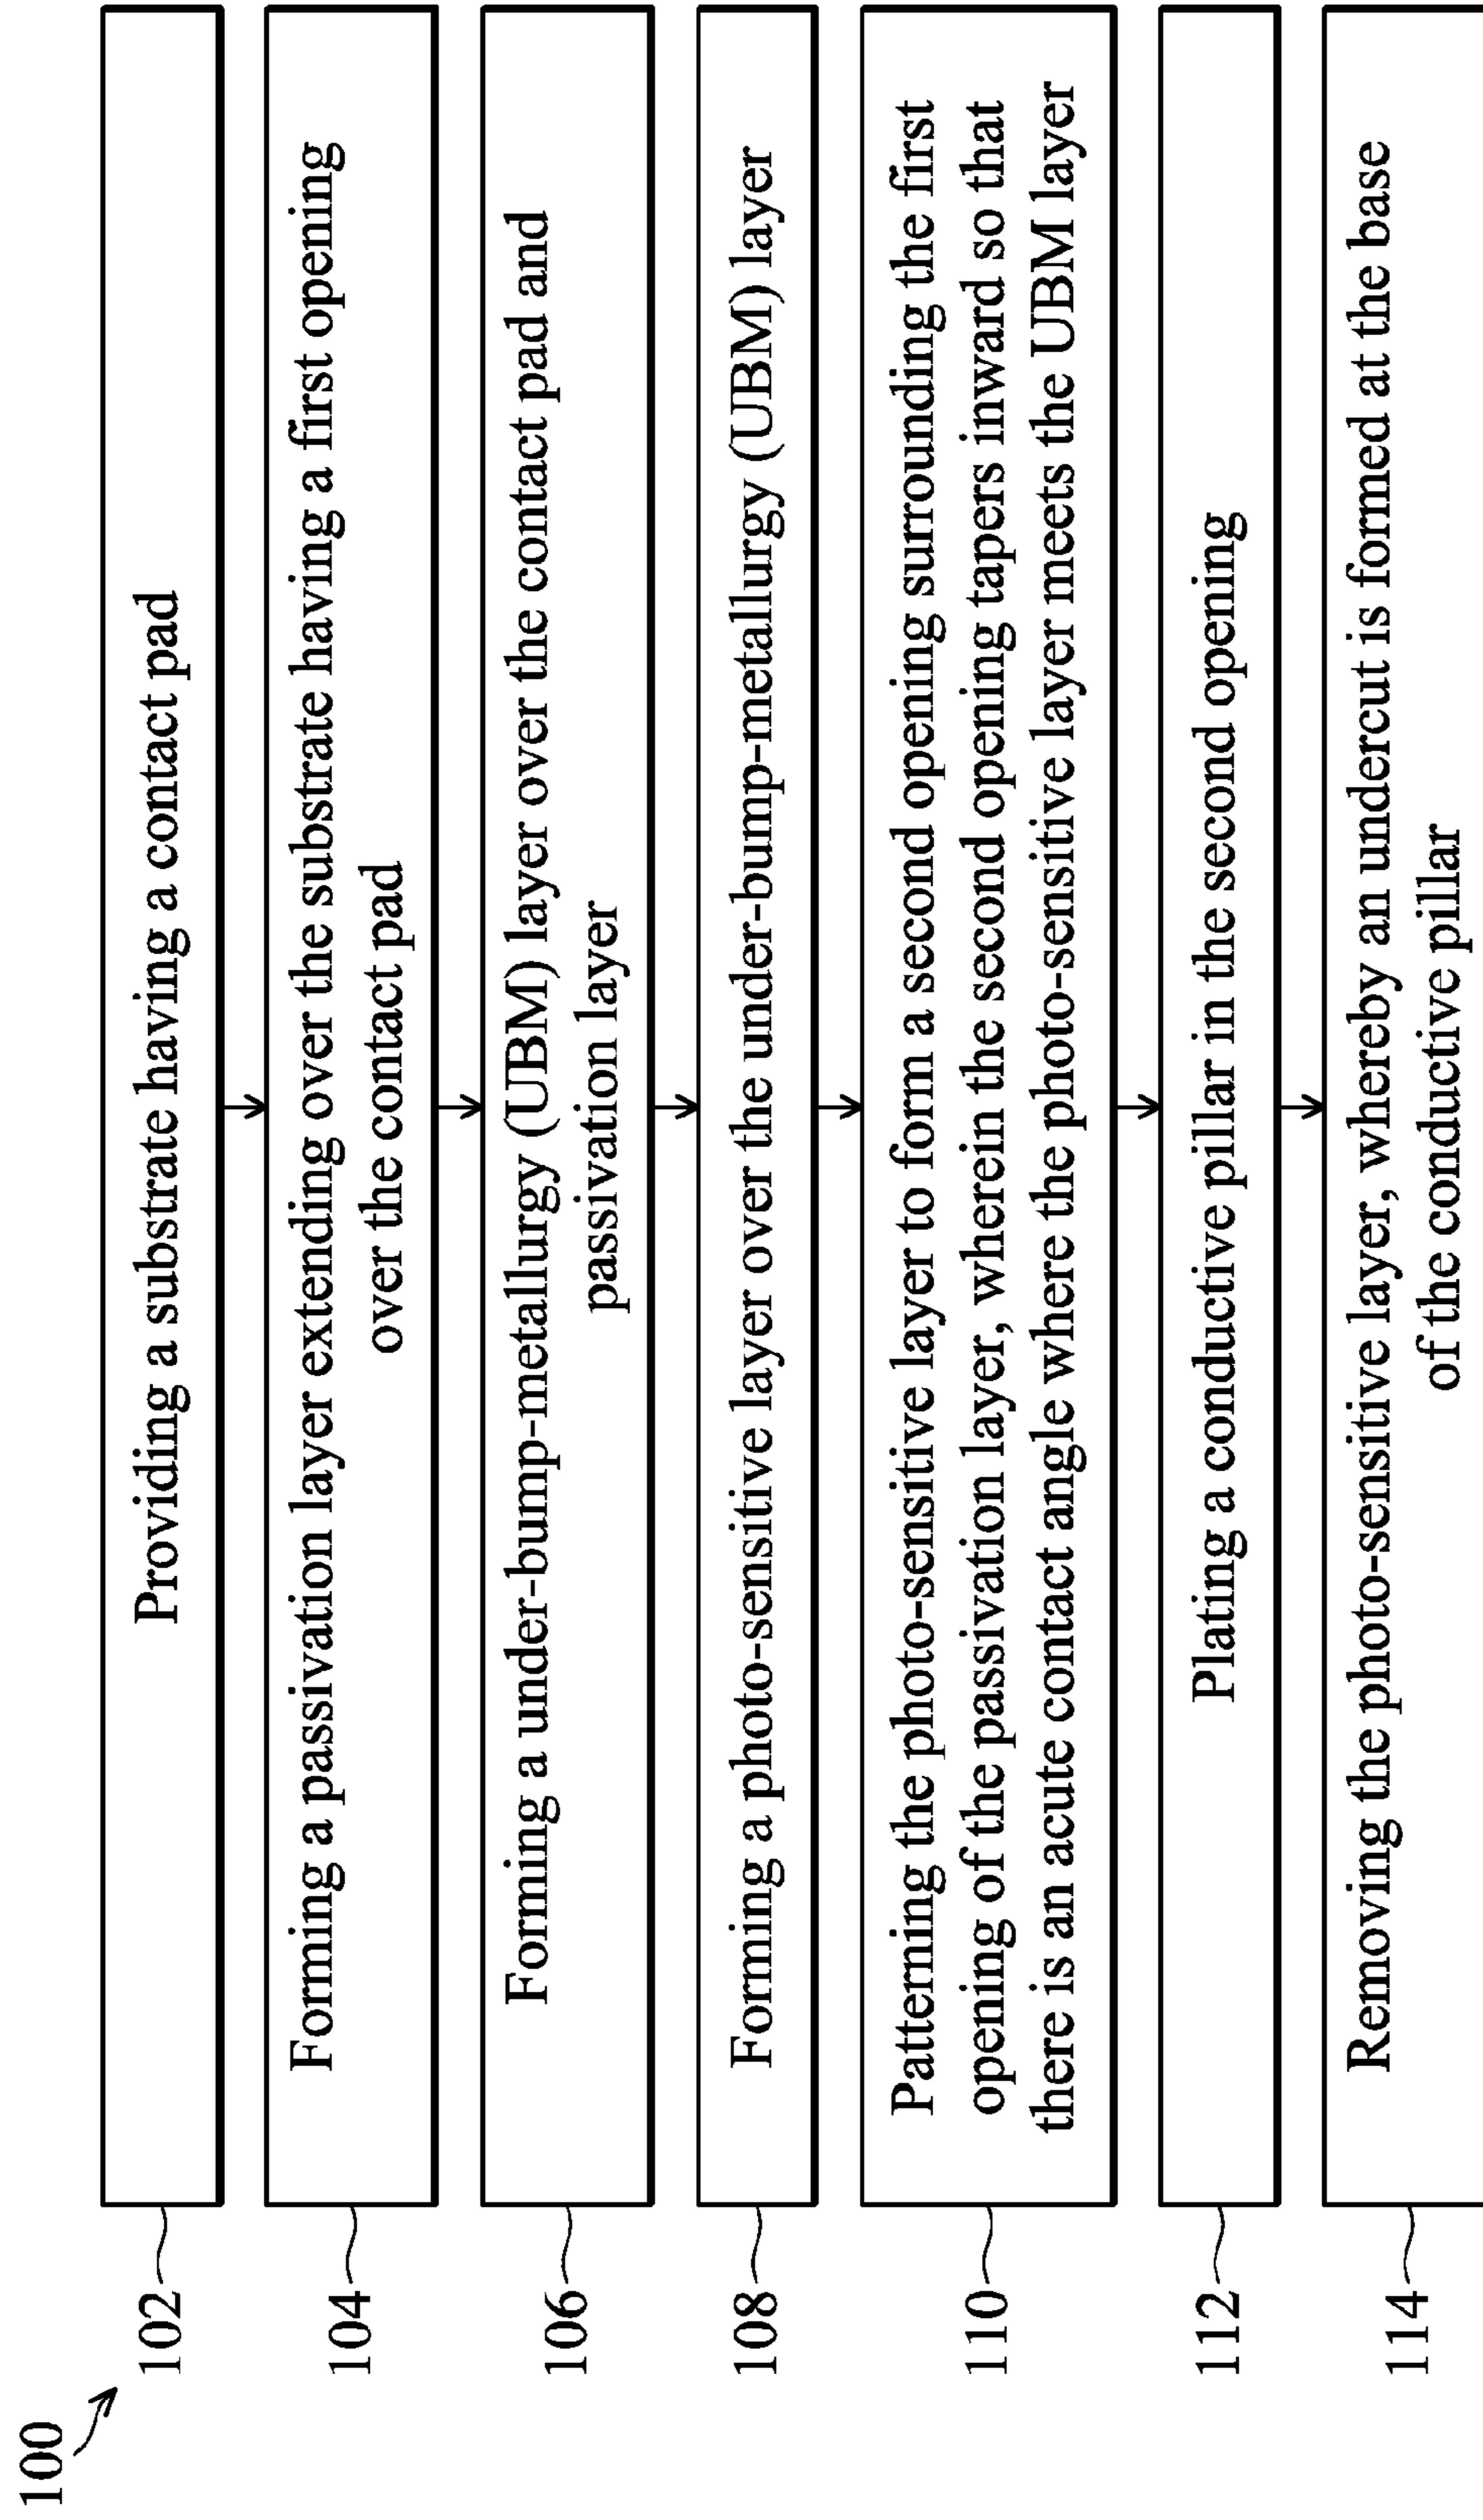 100
102
Providing a substrate having a contact pad
104
Forming a passivation layer extending over the substrate having a first opening
over the contact pad
106
Forming a under-bump-metallurgy (UBM) layer over the contact pad and
passivation layer
108
Forming a photo-sensitive layer over the under-bump-metallurgy (UBM) layer
110
Patterning the photo-sensitive layer to form a second opening surrounding the first
opening of the passivation layer, wherein the second opening tapers inward so that
there is an acute contact angle where the photo-sensitive layer meets the UBM layer
112
Plating a conductive pillar in the second opening
114
Removing the photo-sensitive layer, whereby an undercut is formed at the base
of the conductive pillar